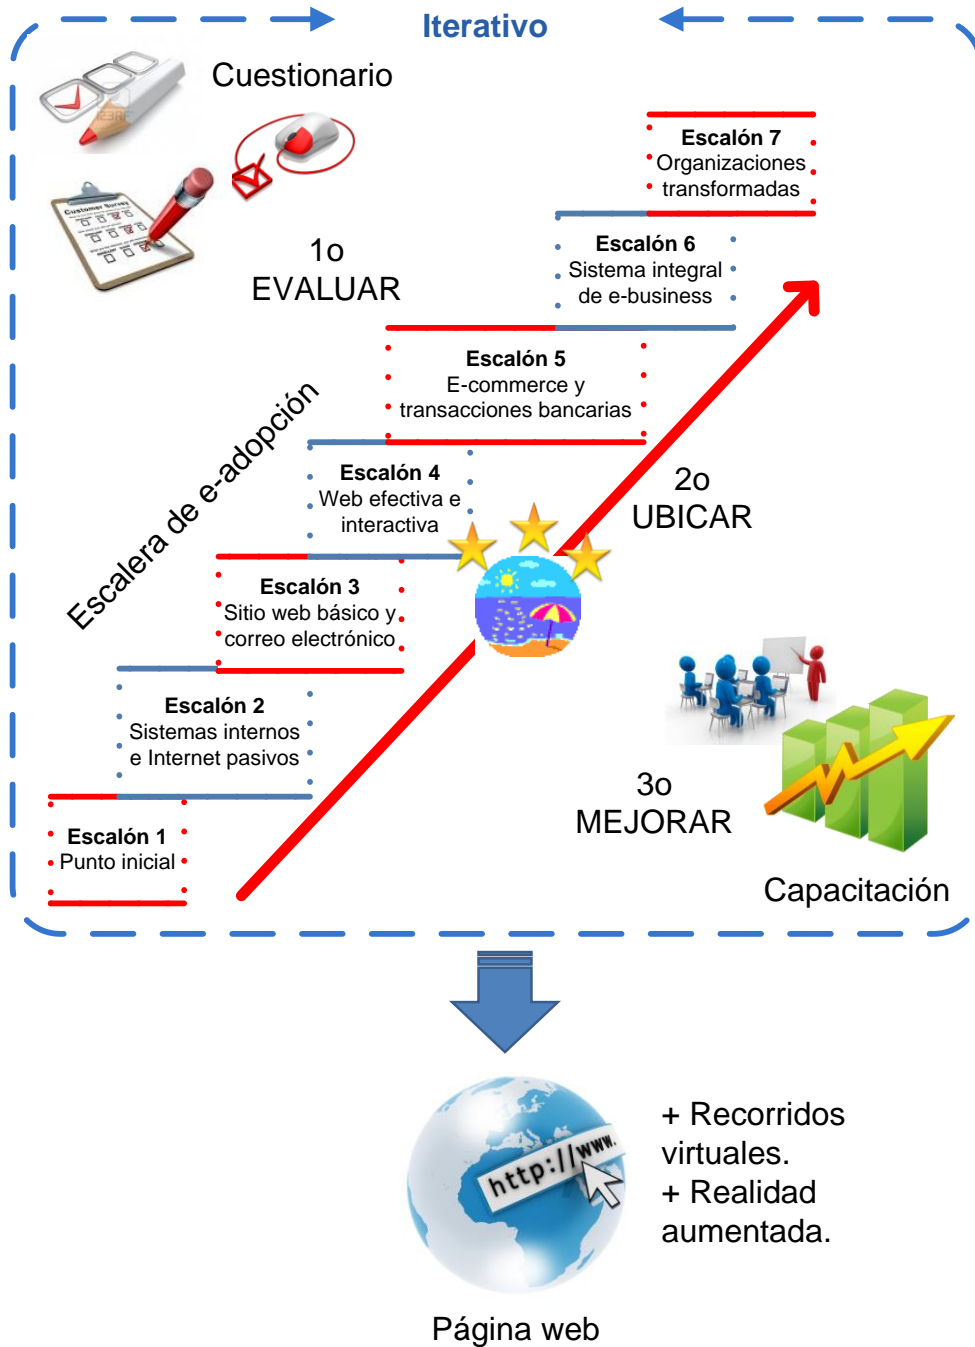 Iterativo
Cuestionario
123RF
Customer Survey
1o
EVALUAR
Escalón 7
Organizaciones
transformadas
Escalón 6
Sistema integral
de e-business
Escalón 5
E-commerce y
transacciones bancarias
Escalera de e-adopción
Escalón 4
Web efectiva e
interactiva
2o
UBICAR
Escalón 3
Sitio web básico y
correo electrónico
Escalón 2
Sistemas internos
e Internet pasivos
3o
MEJORAR
Escalón 1
Punto inicial
Capacitación
http://www.
+ Recorridos
virtuales.
+ Realidad
aumentada.
Página web